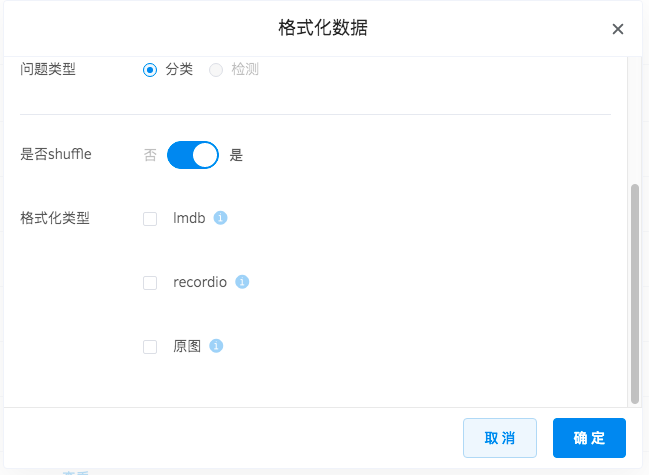 格式化数据
问题类型 分类 检测
是否shuffle 否 是
格式化类型 lmdb
recordio
原图
取 消 确 定